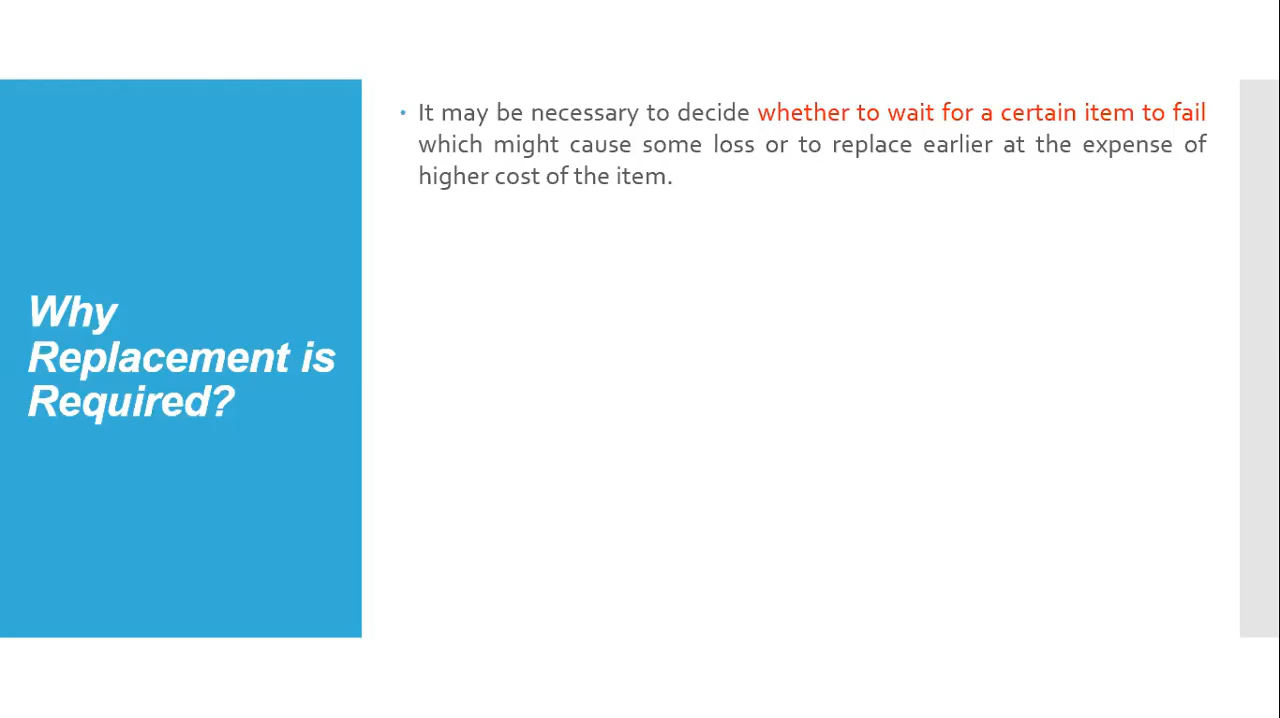 Why
Replacement is
Required?
• It may be necessary to decide whether to wait for a certain item to fail
which might cause some loss or to replace earlier at the expense of
higher cost of the item.